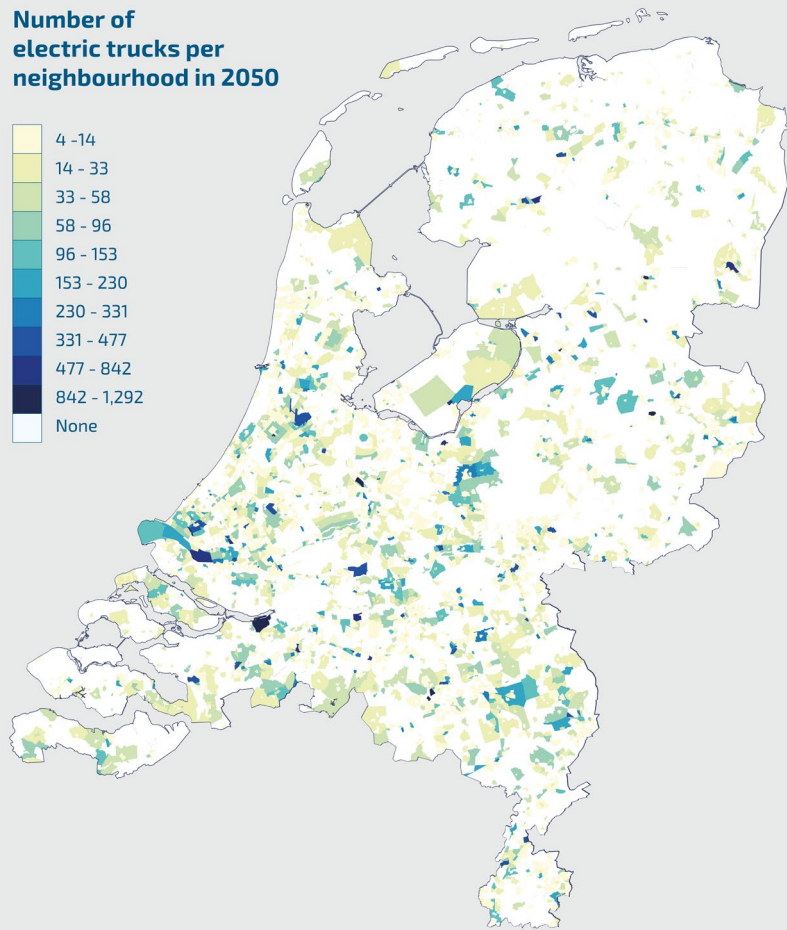 Number of
electric trucks per
neighbourhood in 2050
4 -14
14 - 33
33 - 58
58 - 96
96 - 153
153 - 230
230 - 331
331 - 477
477 - 842
842 - 1,292
None